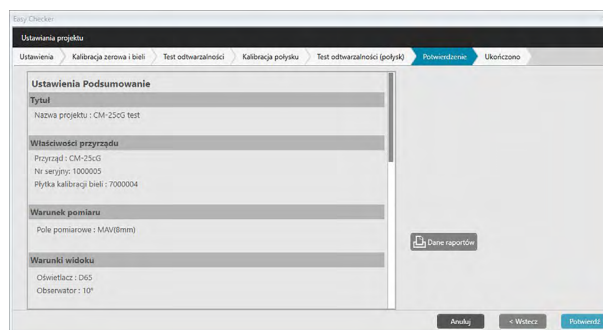 Easy Checker
Ustawiania projektu
Ustawienia Kalibracja zerowa i bieli Test odtwarzalności Kalibracja połysku Test odtwarzalności (połysk) Potwierdzenie Ukończono
Ustawienia Podsumowanie
Tytuł
Nazwa projektu : CM-25cG test
Właściwości przyrządu
Przyrząd : CM-25cG
Nr seryjny: 1000005
Płytka kalibracji bieli : 7000004
Warunek pomiaru
Pole pomiarowe : MAV(8mm)
Dane raportów
Warunki widoku
Oświetlacz : D65
Obserwator : 10°
Anuluj < Wstecz Potwierdź